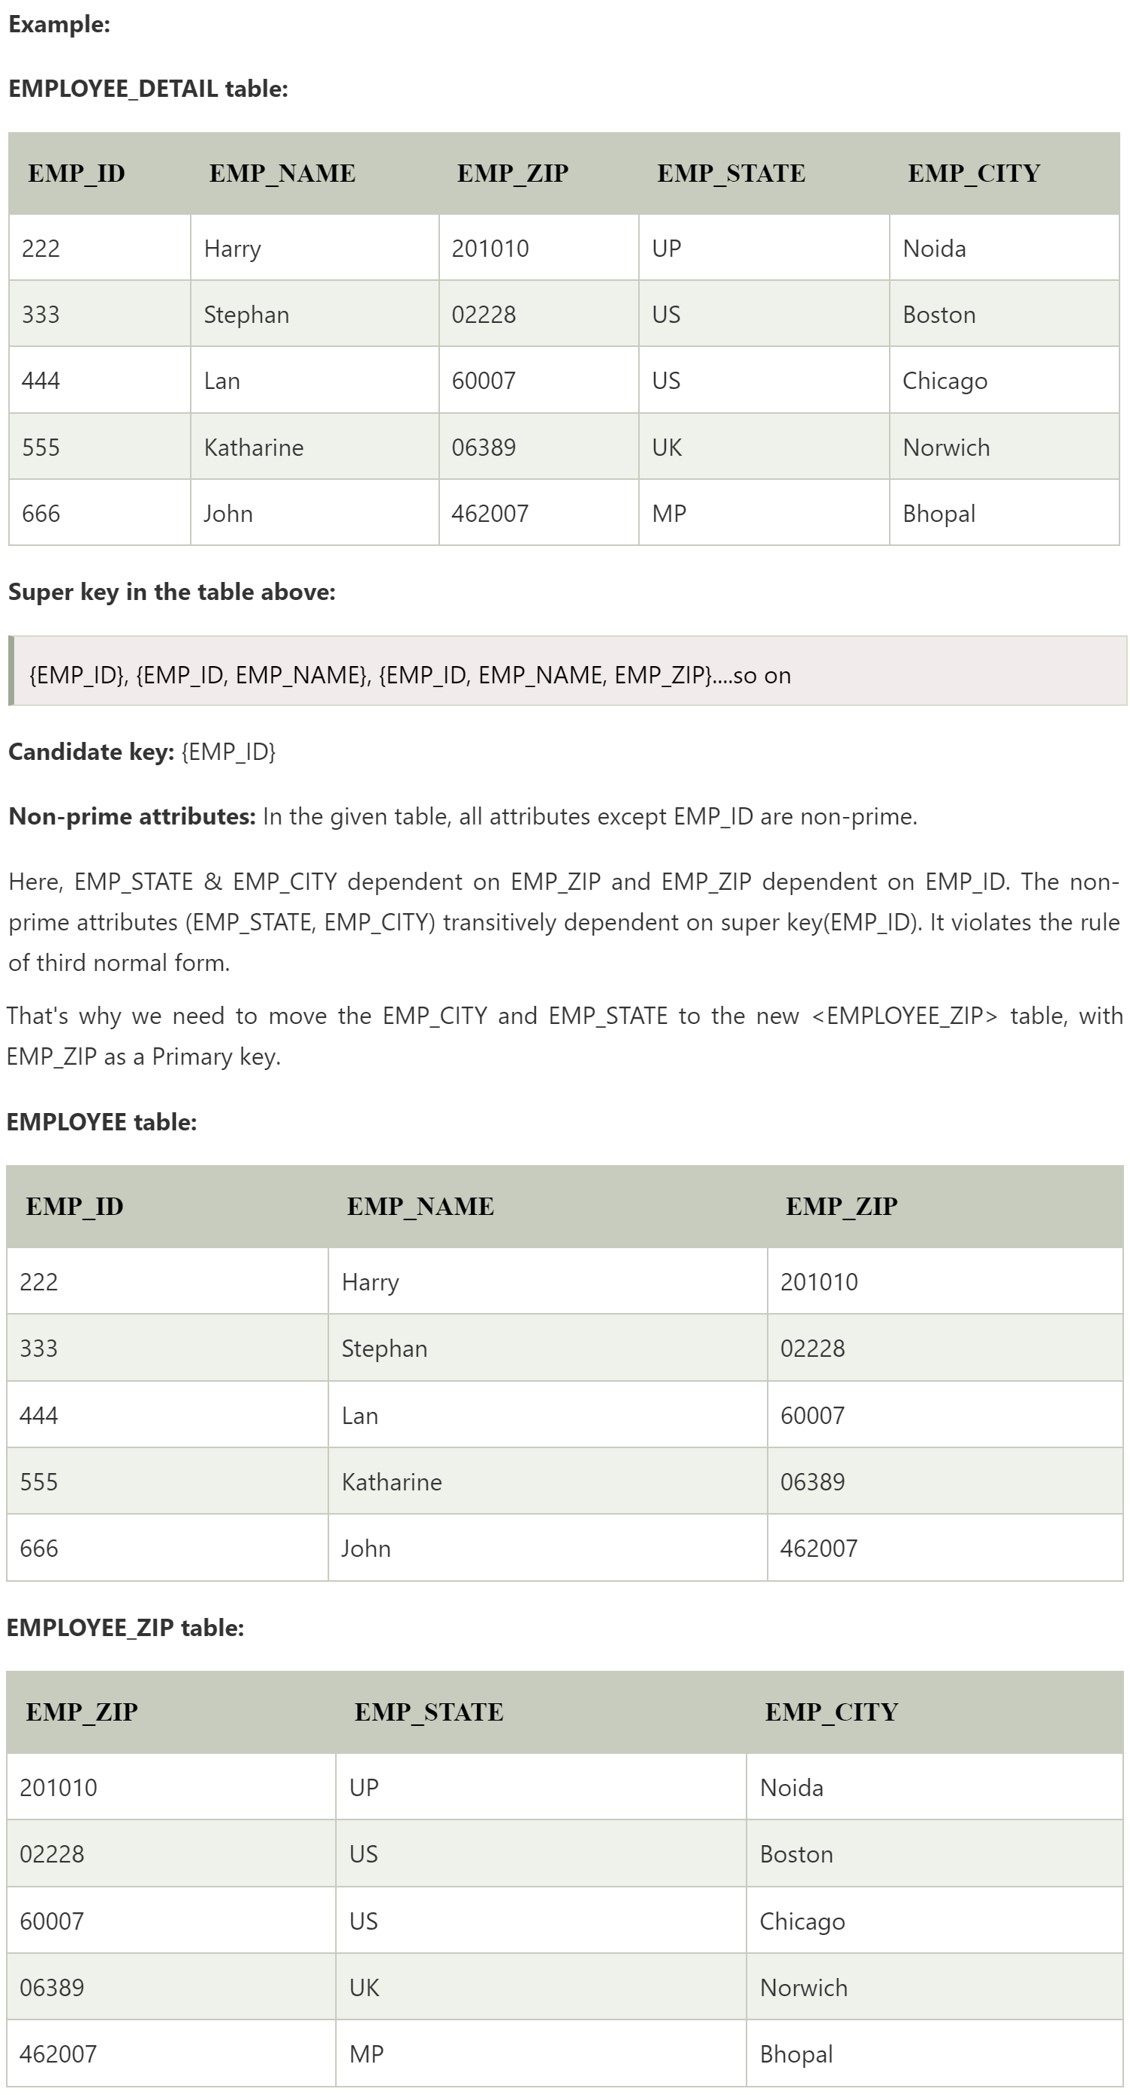 Example:
EMPLOYEE_DETAIL table:
EMP_ID EMP_NAME EMP_ZIP EMP_STATE EMP_CITY
222 Harry 201010 UP Noida
333 Stephan 02228 US Boston
444 Lan 60007 US Chicago
555 Katharine 06389 UK Norwich
666 John 462007 MP Bhopal
Super key in the table above:
{EMP_ID}, {EMP_ID, EMP_NAME}, {EMP_ID, EMP_NAME, EMP_ZIP}....so on
Candidate key: {EMP_ID}
Non-prime attributes: In the given table, all attributes except EMP_ID are non-prime.
Here, EMP_STATE & EMP_CITY dependent on EMP_ZIP and EMP_ZIP dependent on EMP_ID. The non-
prime attributes (EMP_STATE, EMP_CITY) transitively dependent on super key(EMP_ID). It violates the rule
of third normal form.
That's why we need to move the EMP_CITY and EMP_STATE to the new <EMPLOYEE_ZIP> table, with
EMP_ZIP as a Primary key.
EMPLOYEE table:
EMP_ID EMP_NAME EMP_ZIP
222 Harry 201010
333 Stephan 02228
444 Lan 60007
555 Katharine 06389
666 John 462007
EMPLOYEE_ZIP table:
EMP_ZIP EMP_STATE EMP_CITY
201010 UP Noida
02228 US Boston
60007 US Chicago
06389 UK Norwich
462007 MP Bhopal